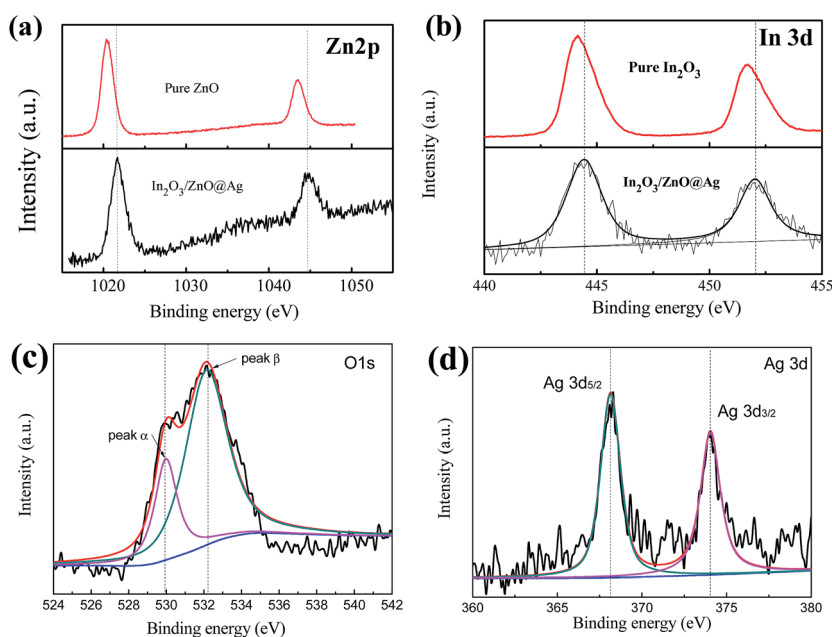 (a)
Zn2p
Pure ZnO
In₂O₃/ZnO@Ag
Intensity (a.u.)
1020 1030 1040 1050
Binding energy (eV)
(b)
In 3d
Pure In₂O₃
In₂O₃/ZnO@Ag
Intensity (a.u.)
440 445 450 455
Binding energy (eV)
(c)
O1s
peak β
peak α
Intensity (a.u.)
524 526 528 530 532 534 536 538 540 542
Binding energy (eV)
(d)
Ag 3d
Ag 3d5/2
Ag 3d3/2
Intensity (a.u.)
360 365 370 375 380
Binding energy (eV)